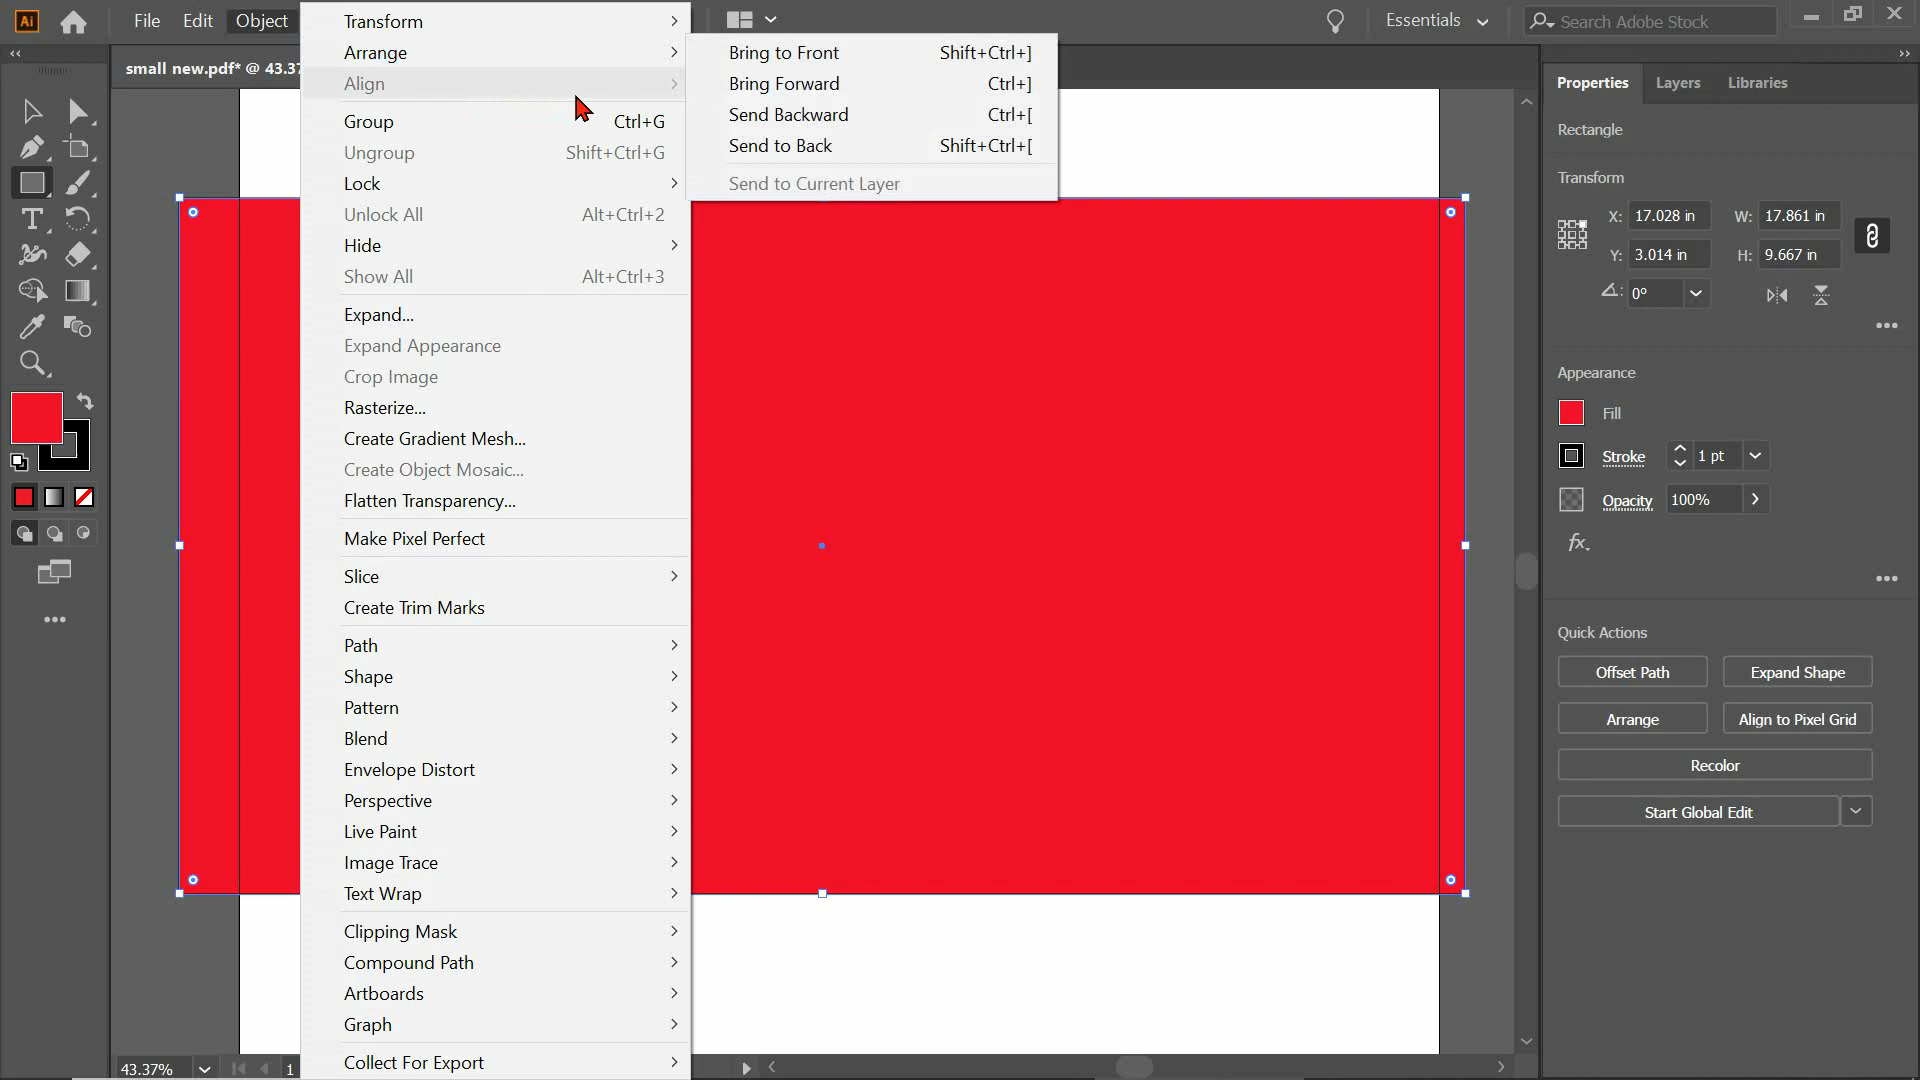 Ai File Edit Object Essentials Search Adobe Stock
small new.pdf* @ 43.37
Transform
Arrange
Align
Group Ctrl+G
Ungroup Shift+Ctrl+G
Lock
Unlock All Alt+Ctrl+2
Hide
Show All Alt+Ctrl+3
Expand...
Expand Appearance
Crop Image
Rasterize...
Create Gradient Mesh...
Create Object Mosaic...
Flatten Transparency...
Make Pixel Perfect
Slice
Create Trim Marks
Path
Shape
Pattern
Blend
Envelope Distort
Perspective
Live Paint
Image Trace
Text Wrap
Clipping Mask
Compound Path
Artboards
Graph
Collect For Export
Bring to Front Shift+Ctrl+]
Bring Forward Ctrl+]
Send Backward Ctrl+[
Send to Back Shift+Ctrl+[
Send to Current Layer
Properties Layers Libraries
Rectangle
Transform
X: 17.028 in W: 17.861 in
Y: 3.014 in H: 9.667 in
0°
Appearance
Fill
Stroke 1 pt
Opacity 100%
fx.
Quick Actions
Offset Path Expand Shape
Arrange Align to Pixel Grid
Recolor
Start Global Edit
43.37% 1